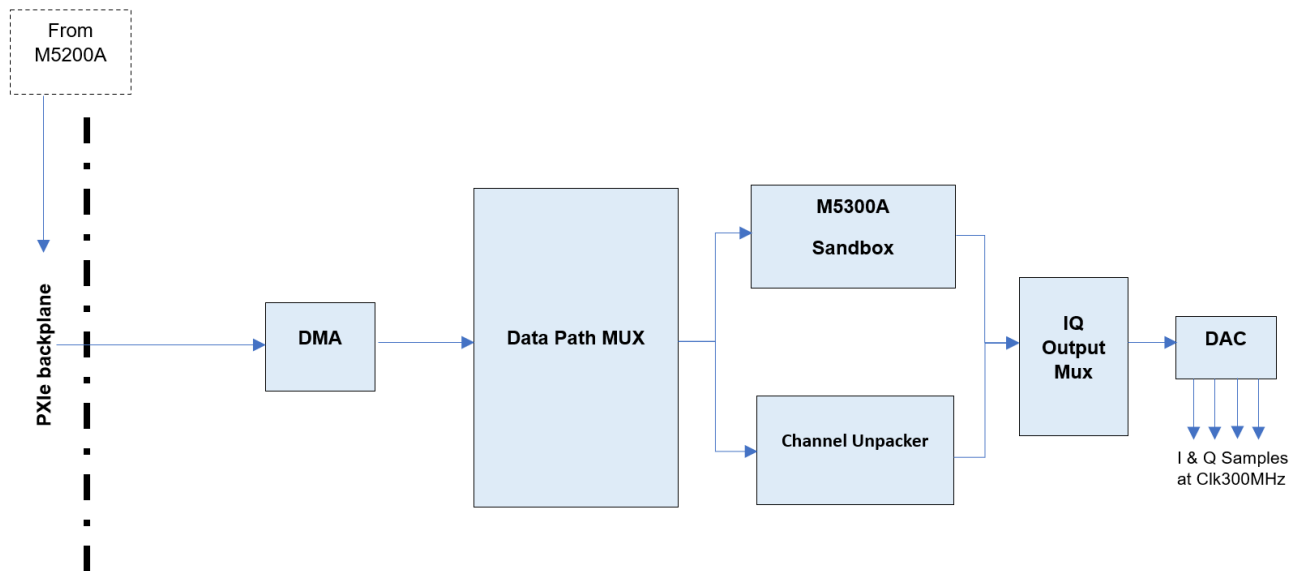 From
M5200A
PXIe backplane
DMA
Data Path MUX
M5300A
Sandbox
Channel Unpacker
IQ
Output
Mux
DAC
I & Q Samples
at Clk300MHz